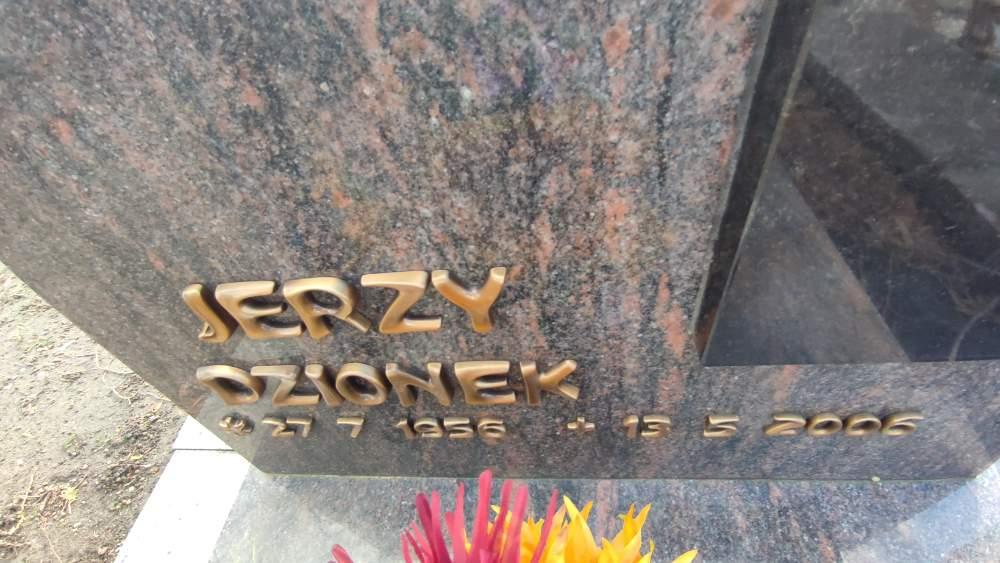 JERZY
DZIONEK
* 27 7 1956 + 13 5 2006